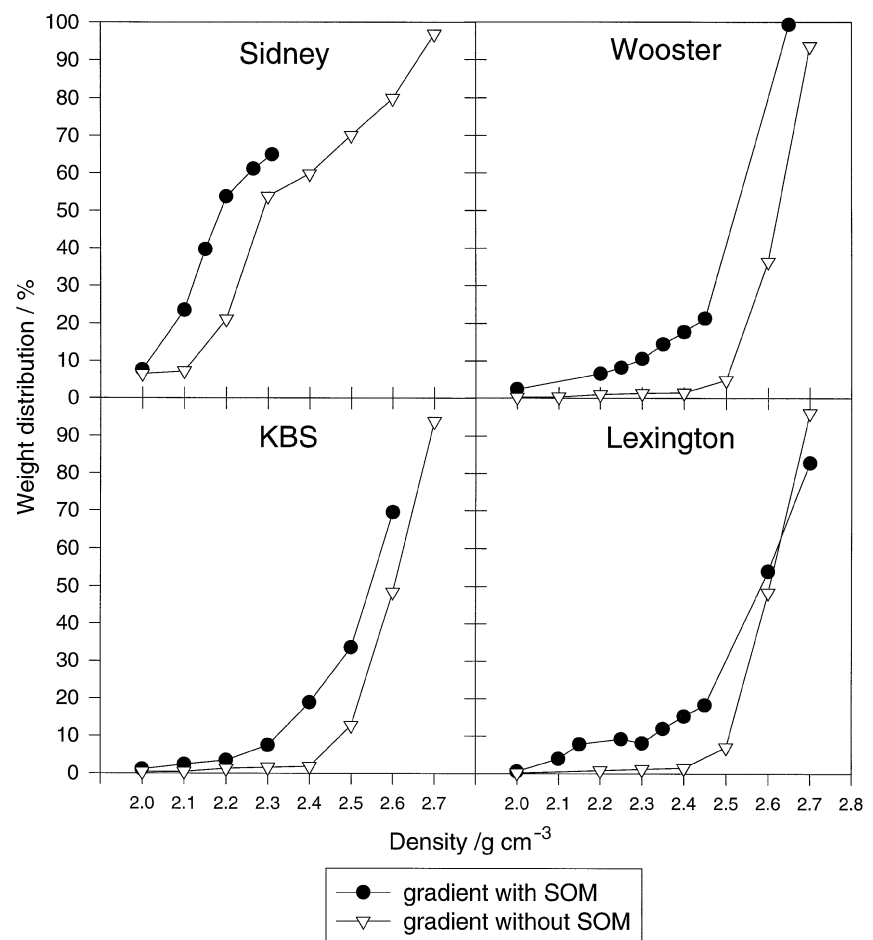 Sidney
Wooster
100
90
80
70
60
50
40
30
20
10
0
Weight distribution / %
KBS
Lexington
90
80
70
60
50
40
30
20
10
0
2.0 2.1 2.2 2.3 2.4 2.5 2.6 2.7
2.0 2.1 2.2 2.3 2.4 2.5 2.6 2.7 2.8
Density /g cm⁻³
gradient with SOM
gradient without SOM